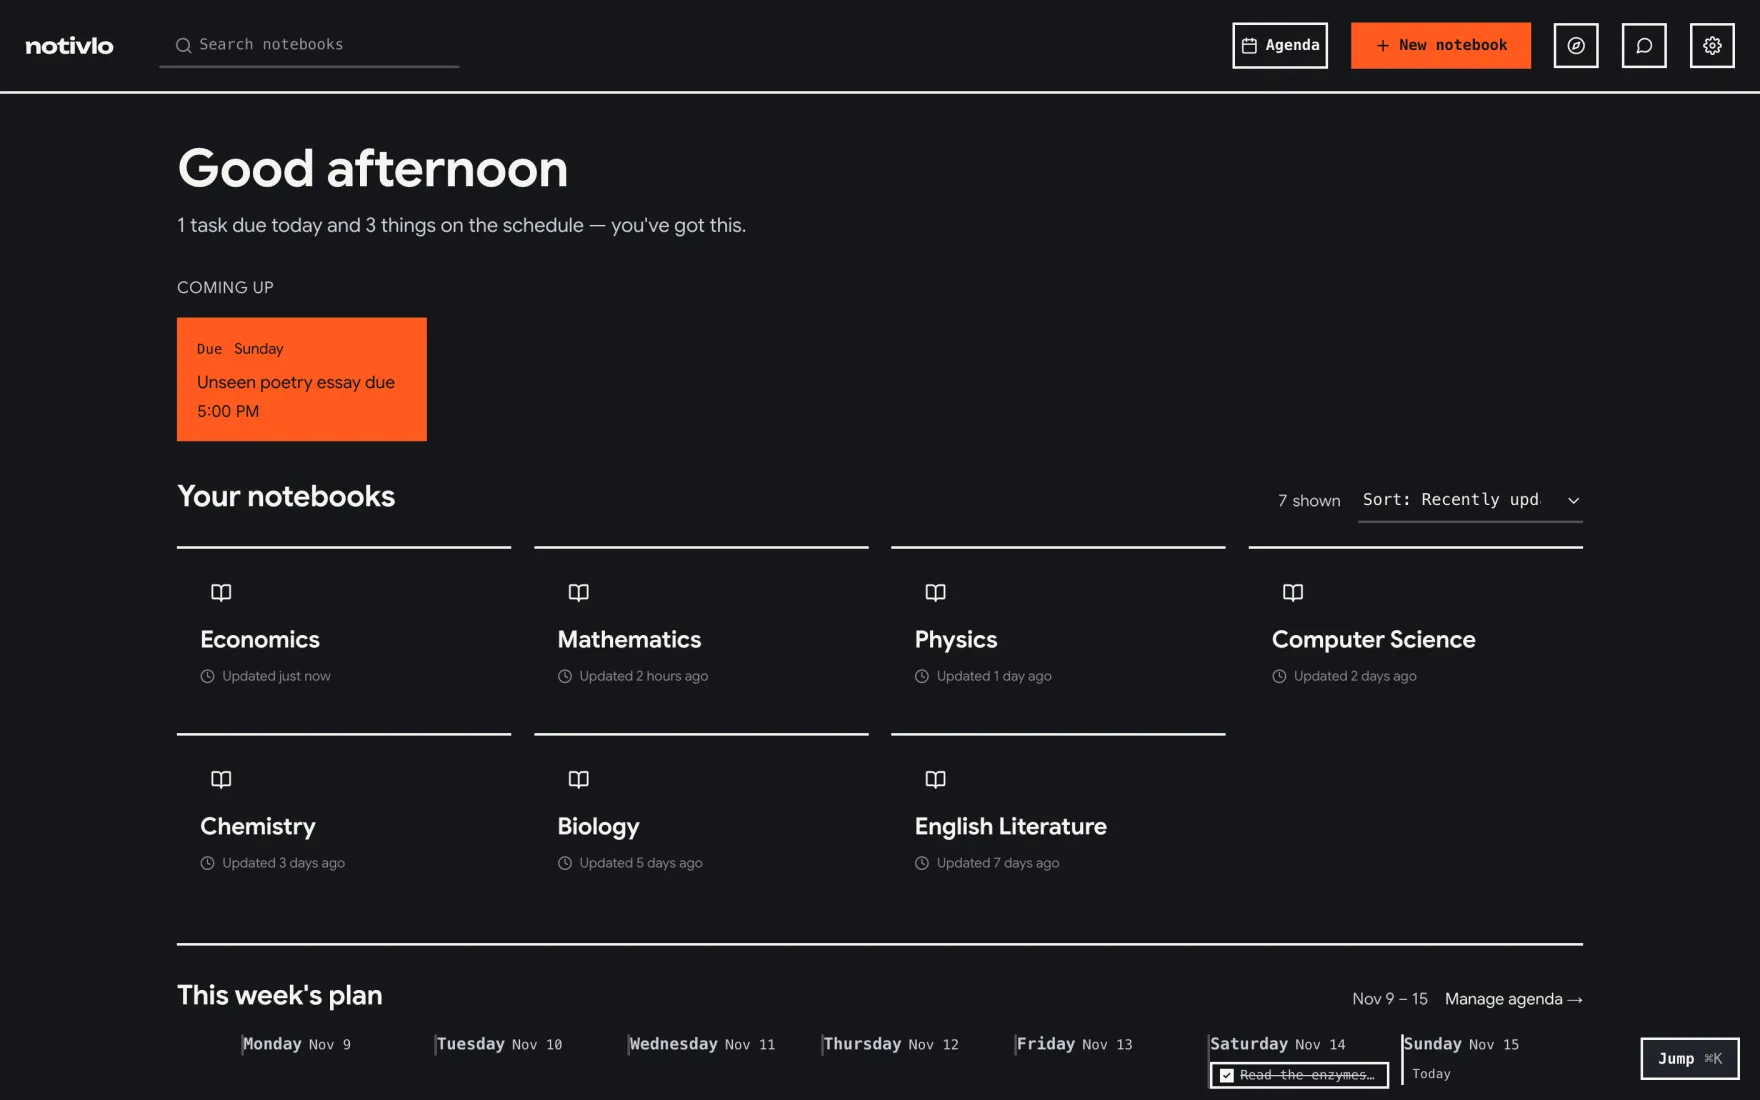 notivlo
Search notebooks
Agenda
+ New notebook
Good afternoon
1 task due today and 3 things on the schedule — you've got this.
COMING UP
Due Sunday
Unseen poetry essay due
5:00 PM
Your notebooks
7 shown
Sort: Recently upd
Economics
Updated just now
Mathematics
Updated 2 hours ago
Physics
Updated 1 day ago
Computer Science
Updated 2 days ago
Chemistry
Updated 3 days ago
Biology
Updated 5 days ago
English Literature
Updated 7 days ago
This week's plan
Nov 9 – 15
Manage agenda →
Monday Nov 9
Tuesday Nov 10
Wednesday Nov 11
Thursday Nov 12
Friday Nov 13
Saturday Nov 14
Read the enzymes…
Sunday Nov 15
Today
Jump ⌘K